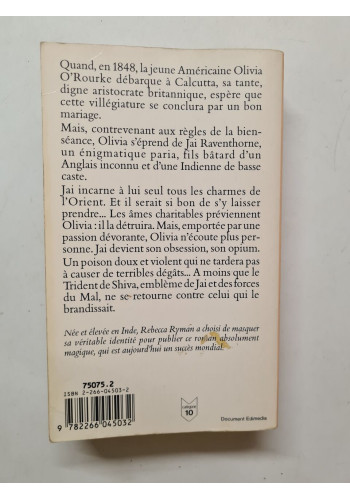 Quand, en 1848, la jeune Américaine Olivia
O'Rourke débarque à Calcutta, sa tante,
digne aristocrate britannique, espère que
cette villégiature se conclura par un bon
mariage.
Mais, contrevenant aux règles de la bien-
séance, Olivia s'éprend de Jai Raventhorne,
un énigmatique paria, fils bâtard d'un
Anglais inconnu et d'une Indienne de basse
caste.
Jai incarne à lui seul tous les charmes de
l'Orient. Et il serait si bon de s'y laisser
prendre... Les âmes charitables préviennent
Olivia : il la détruira. Mais, emportée par une
passion dévorante, Olivia n'écoute plus per-
sonne. Jai devient son obsession, son opium.
Un poison doux et violent qui ne tardera pas
à causer de terribles dégâts... A moins que le
Trident de Shiva, emblème de Jai et des forces
du Mal, ne se retourne contre celui qui le
brandissait.
Née et élevée en Inde, Rebecca Ryman a choisi de masquer
sa véritable identité pour publier ce roman absolument
magique, qui est aujourd'hui un succès mondial.
75075.2
ISBN 2-266-04503-2
9 782266 045032
catégorie
10
Document Edimedia